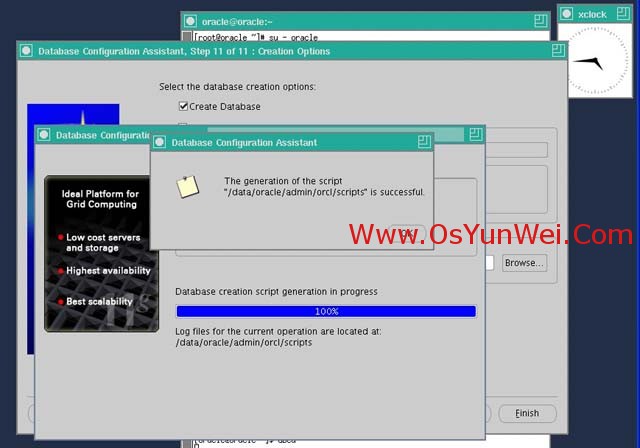 oracle@oracle:~
xclock
[root@oracle ~]# su - oracle
Database Configuration Assistant, Step 11 of 11 : Creation Options
Select the database creation options:
Create Database
Database Configuration Assistant
The generation of the script
"/data/oracle/admin/orcl/scripts" is successful.
OK
www.OsYunWei.Com
Ideal Platform for
Grid Computing
Low cost servers
and storage
Highest availability
Best scalability
11g
Browse...
Database creation script generation in progress
100%
Log files for the current operation are located at:
/data/oracle/admin/orcl/scripts
Finish
[oracle@oracle ~]$ dbca